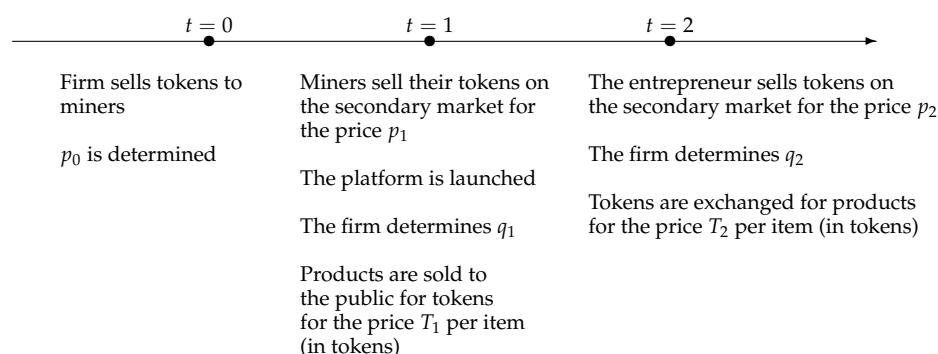 t = 0
t = 1
t = 2
Firm sells tokens to
miners
p0 is determined
Miners sell their tokens on
the secondary market for
the price p1
The platform is launched
The firm determines q1
Products are sold to
the public for tokens
for the price T1 per item
(in tokens)
The entrepreneur sells tokens on
the secondary market for the price p2
The firm determines q2
Tokens are exchanged for products
for the price T2 per item (in tokens)